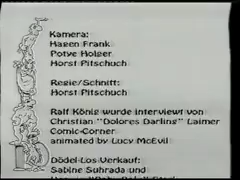 Kamera:
Hagen Frank
Potye Holger
Horst Pitschuch
Regie/Schnitt:
Horst Pitschuch
Ralf König wurde interviewt von
Christian "Dolores Darling" Laimer
Comic-Corner
animated by Lucy McEvil
Dödel Los Verkauf:
Sabine Suhrada und